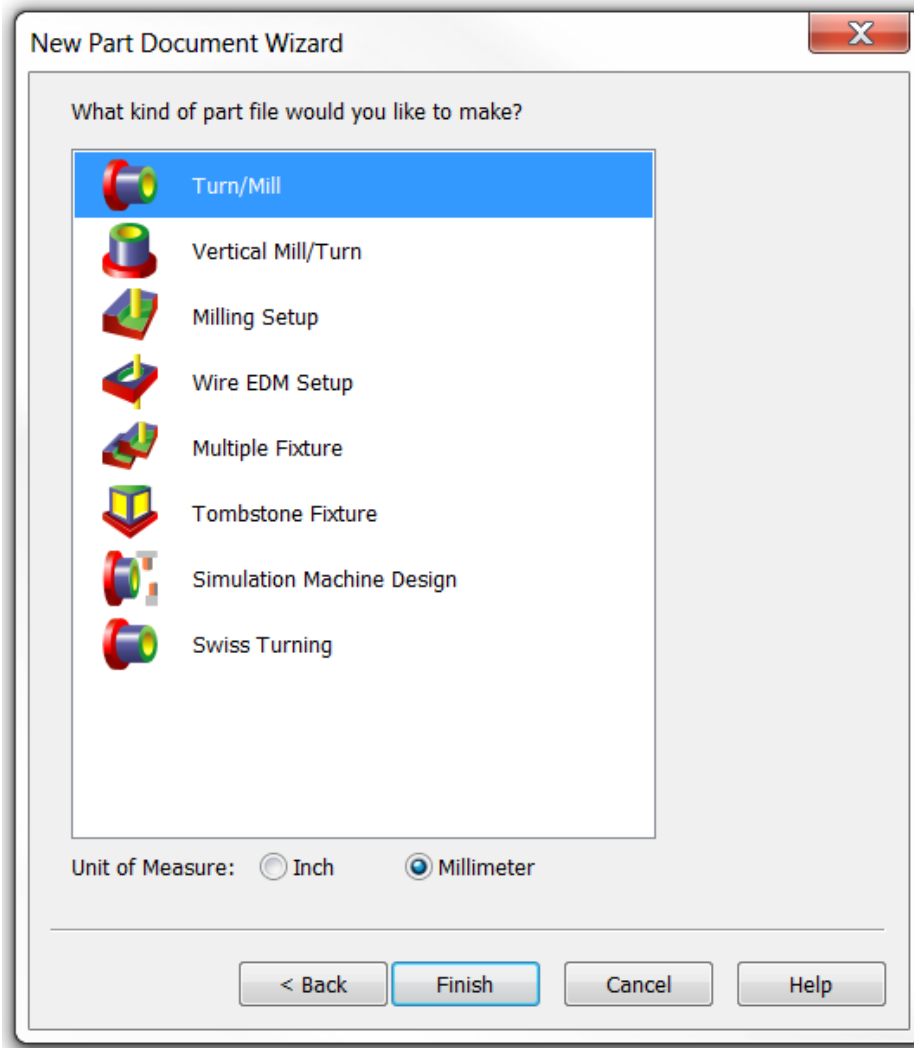 New Part Document Wizard
What kind of part file would you like to make?
Turn/Mill
Vertical Mill/Turn
Milling Setup
Wire EDM Setup
Multiple Fixture
Tombstone Fixture
Simulation Machine Design
Swiss Turning
Unit of Measure: Inch Millimeter
< Back Finish Cancel Help